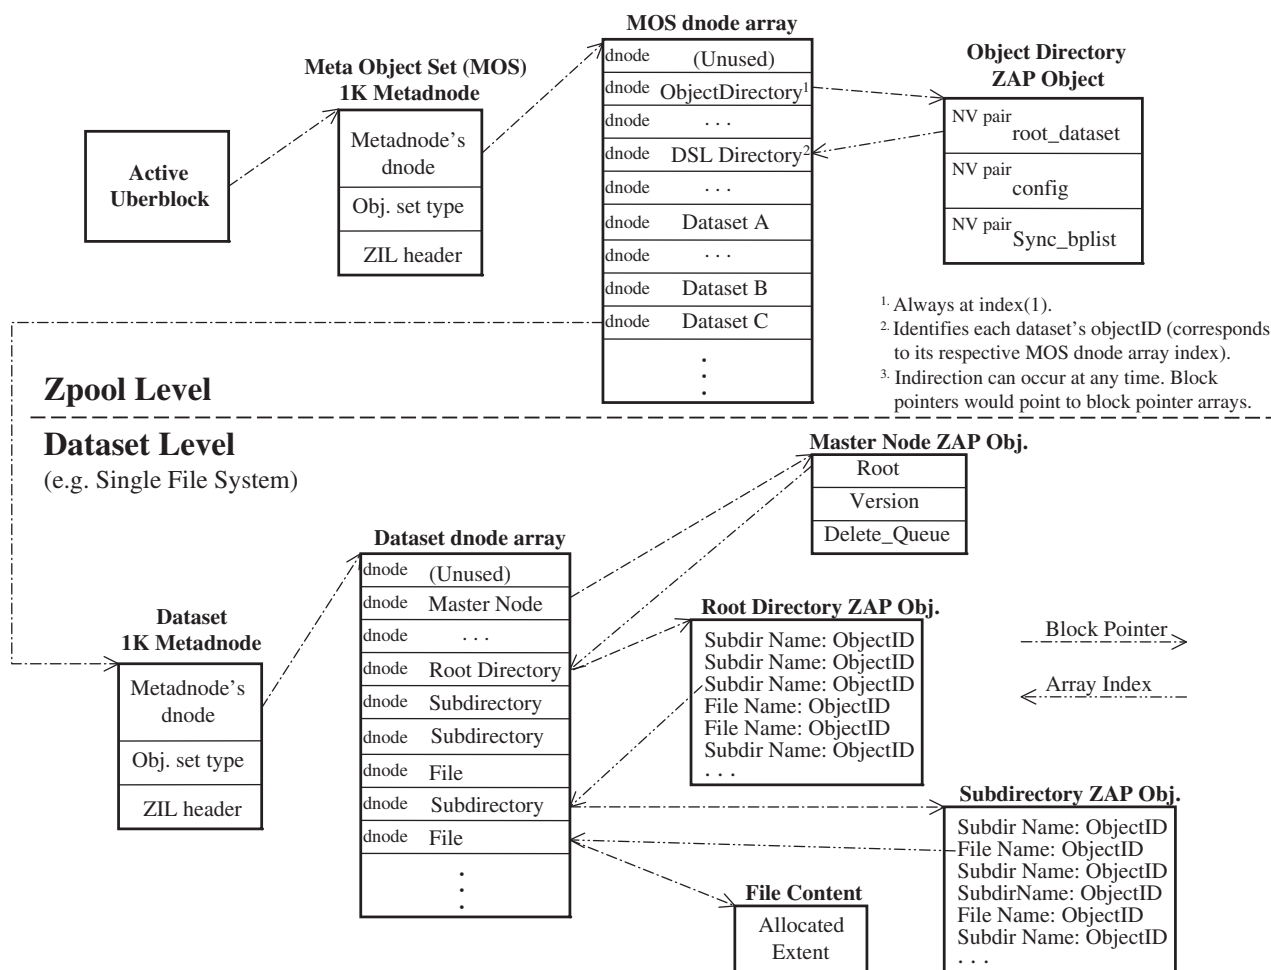 MOS dnode array
dnode (Unused)
dnode ObjectDirectory1
dnode . . .
dnode DSL Directory2
dnode . . .
dnode Dataset A
dnode . . .
dnode Dataset B
dnode Dataset C
.
.
.
Meta Object Set (MOS)
1K Metadnode
Metadnode's
dnode
Obj. set type
ZIL header
Active
Uberblock
Object Directory
ZAP Object
NV pair root_dataset
NV pair config
NV pair Sync_bplist
1. Always at index(1).
2. Identifies each dataset's objectID (corresponds
to its respective MOS dnode array index).
3. Indirection can occur at any time. Block
pointers would point to block pointer arrays.
Zpool Level
Dataset Level
(e.g. Single File System)
Master Node ZAP Obj.
Root
Version
Delete_Queue
Dataset dnode array
dnode (Unused)
dnode Master Node
dnode . . .
dnode Root Directory
dnode Subdirectory
dnode Subdirectory
dnode File
dnode Subdirectory
dnode File
.
.
.
Dataset
1K Metadnode
Metadnode's
dnode
Obj. set type
ZIL header
Root Directory ZAP Obj.
Subdir Name: ObjectID
Subdir Name: ObjectID
Subdir Name: ObjectID
File Name: ObjectID
File Name: ObjectID
Subdir Name: ObjectID
. . .
Block Pointer
Array Index
Subdirectory ZAP Obj.
Subdir Name: ObjectID
File Name: ObjectID
Subdir Name: ObjectID
SubdirName: ObjectID
File Name: ObjectID
Subdir Name: ObjectID
. . .
File Content
Allocated
Extent